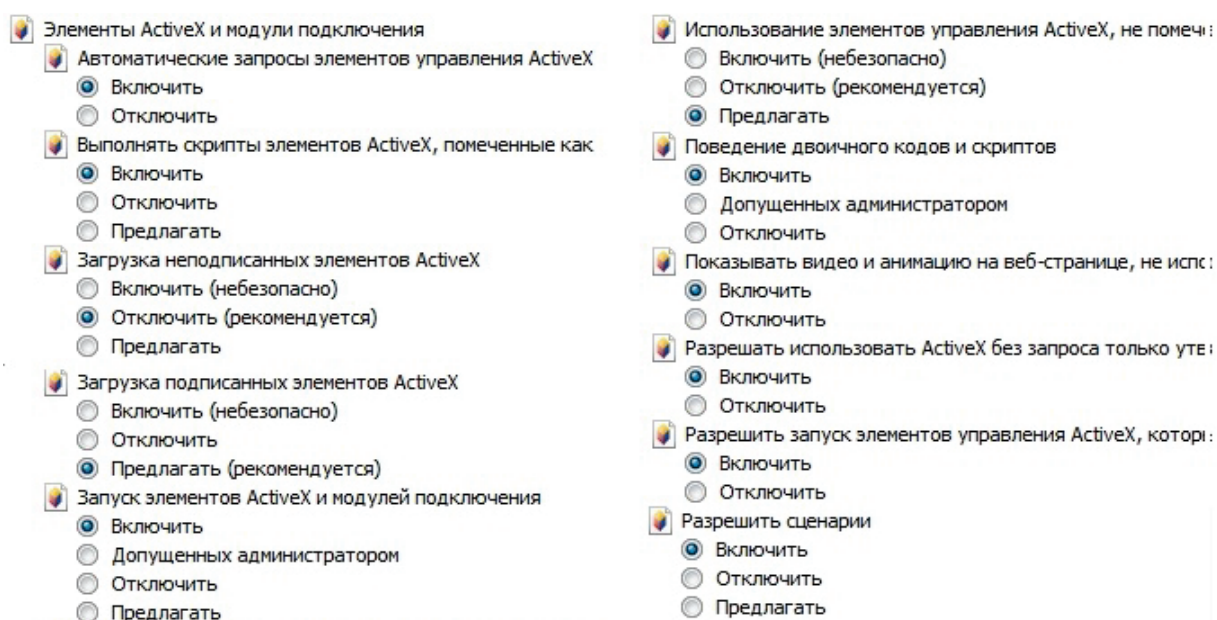 Элементы ActiveX и модули подключения
Автоматические запросы элементов управления ActiveX
Включить
Отключить
Выполнять скрипты элементов ActiveX, помеченные как
Включить
Отключить
Предлагать
Загрузка неподписанных элементов ActiveX
Включить (небезопасно)
Отключить (рекомендуется)
Предлагать
Загрузка подписанных элементов ActiveX
Включить (небезопасно)
Отключить
Предлагать (рекомендуется)
Запуск элементов ActiveX и модулей подключения
Включить
Допущенных администратором
Отключить
Предлагать
Использование элементов управления ActiveX, не
Включить (небезопасно)
Отключить (рекомендуется)
Предлагать
Поведение двоичного кодов и скриптов
Включить
Допущенных администратором
Отключить
Показывать видео и анимацию на веб-странице, не
Включить
Отключить
Разрешать использовать ActiveX без запроса только
Включить
Отключить
Разрешить запуск элементов управления ActiveX,
Включить
Отключить
Разрешить сценарии
Включить
Отключить
Предлагать